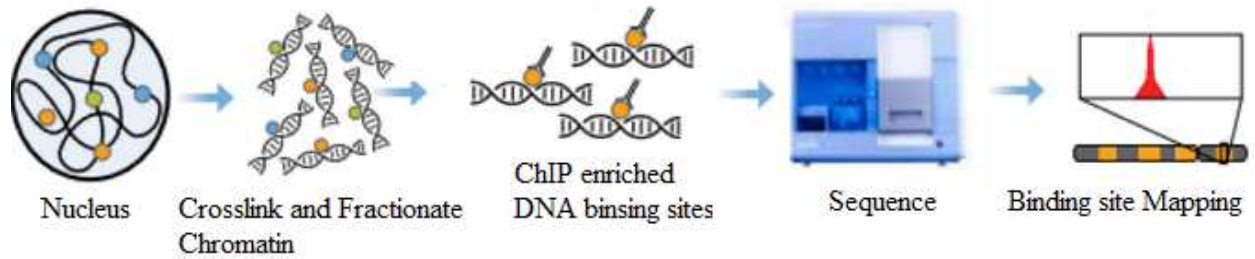 Nucleus
Crosslink and Fractionate
Chromatin
ChIP enriched
DNA binsing sites
Sequence
Binding site Mapping